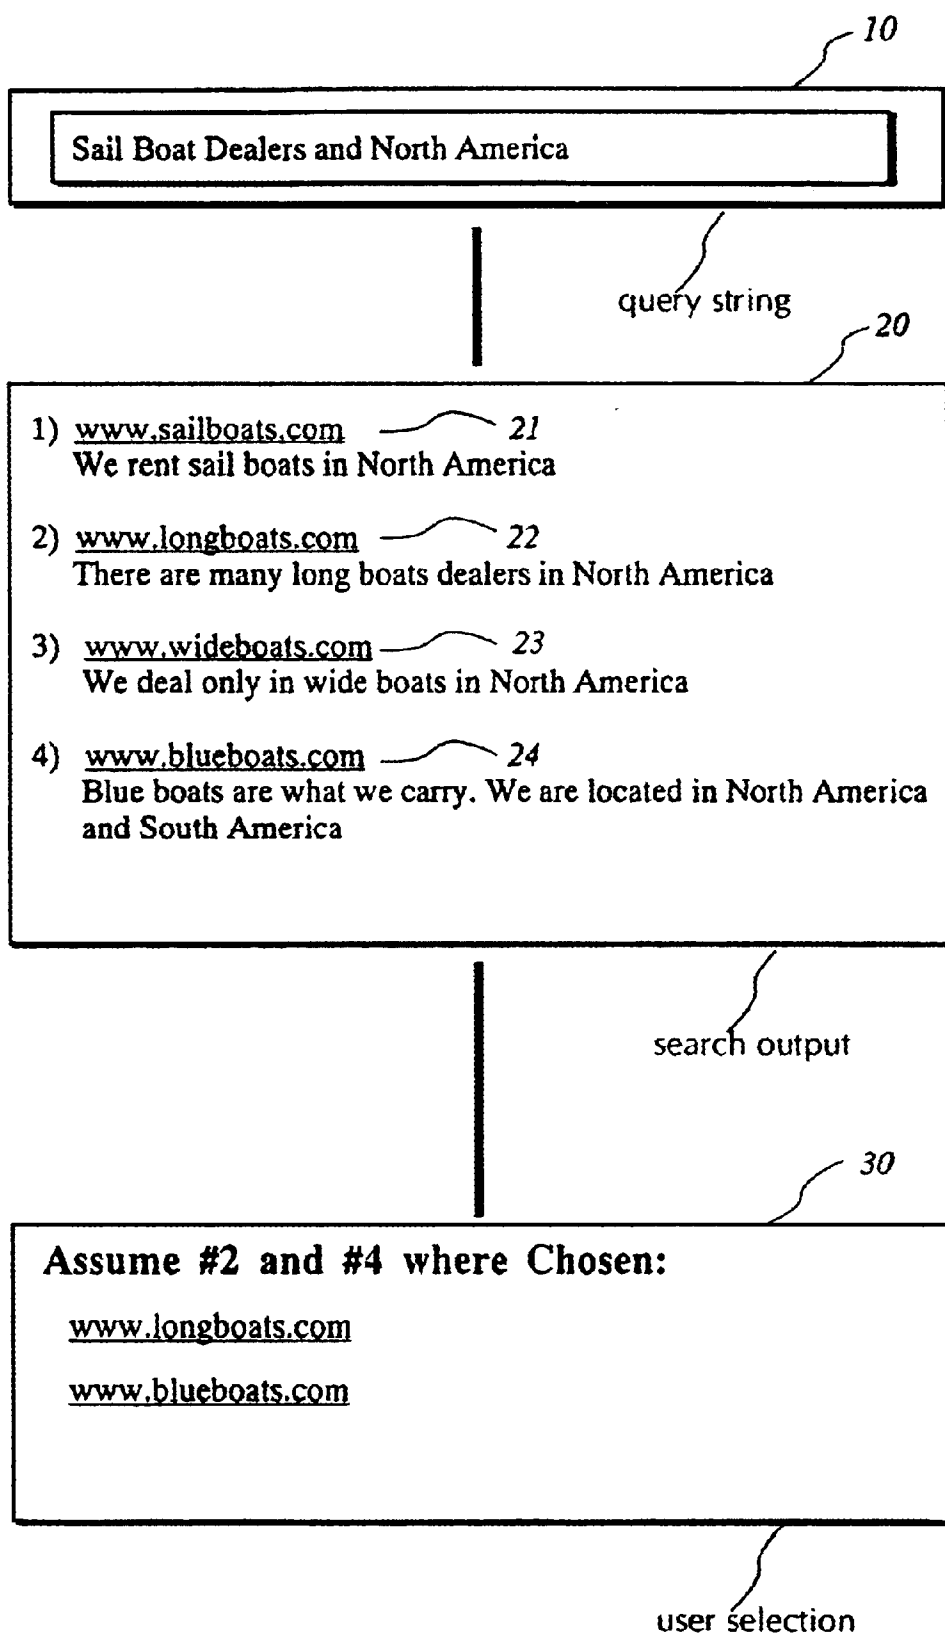 10
Sail Boat Dealers and North America
query string
20
1) www.sailboats.com 21
We rent sail boats in North America
2) www.longboats.com 22
There are many long boats dealers in North America
3) www.wideboats.com 23
We deal only in wide boats in North America
4) www.blueboats.com 24
Blue boats are what we carry. We are located in North America
and South America
search output
30
Assume #2 and #4 where Chosen:
www.longboats.com
www.blueboats.com
user selection